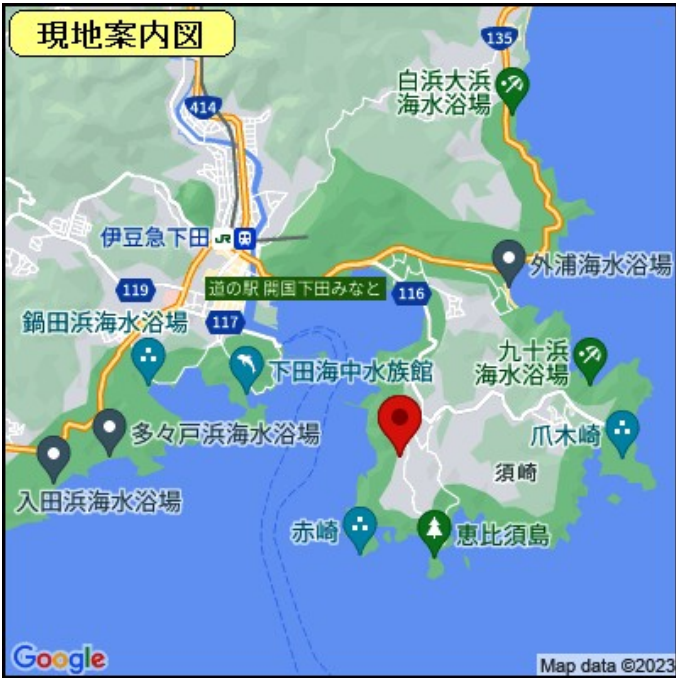 現地案内図
135
白浜大浜
海水浴場
414
伊豆急下田
JR
外浦海水浴場
119
道の駅 開国下田みなと
116
鍋田浜海水浴場
117
九十浜
海水浴場
下田海中水族館
多々戸浜海水浴場
爪木崎
須崎
入田浜海水浴場
赤崎
恵比須島
Google
Map data ©2023